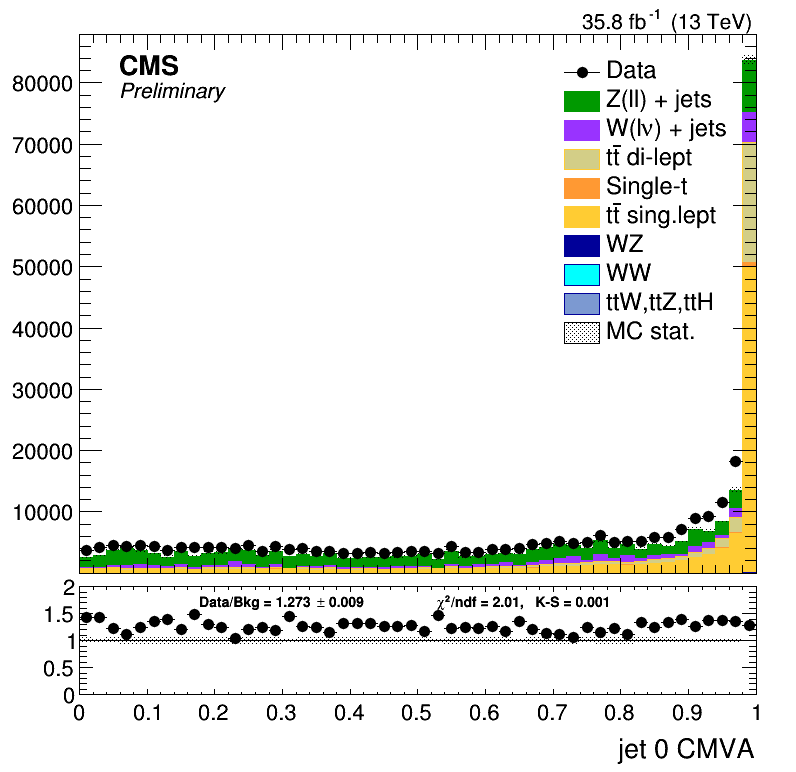 35.8 fb⁻¹ (13 TeV)
CMS
Preliminary
Data
Z(ll) + jets
W(lν) + jets
tt̄ di-lept
Single-t
tt̄ sing.lept
WZ
WW
ttW,ttZ,ttH
MC stat.
80000
70000
60000
50000
40000
30000
20000
10000
Data/Bkg = 1.273 ± 0.009 χ²/ndf = 2.01, K-S = 0.001
2
1.5
1
0.5
0
0 0.1 0.2 0.3 0.4 0.5 0.6 0.7 0.8 0.9 1
jet 0 CMVA